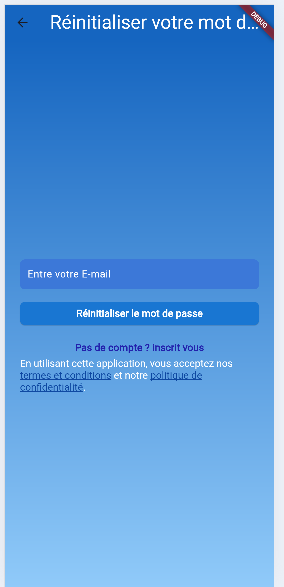 Réinitialiser votre mot d...
DEBUG
Entre votre E-mail
Réinitialiser le mot de passe
Pas de compte ? Inscrit vous
En utilisant cette application, vous acceptez nos
termes et conditions et notre politique de
confidentialité.